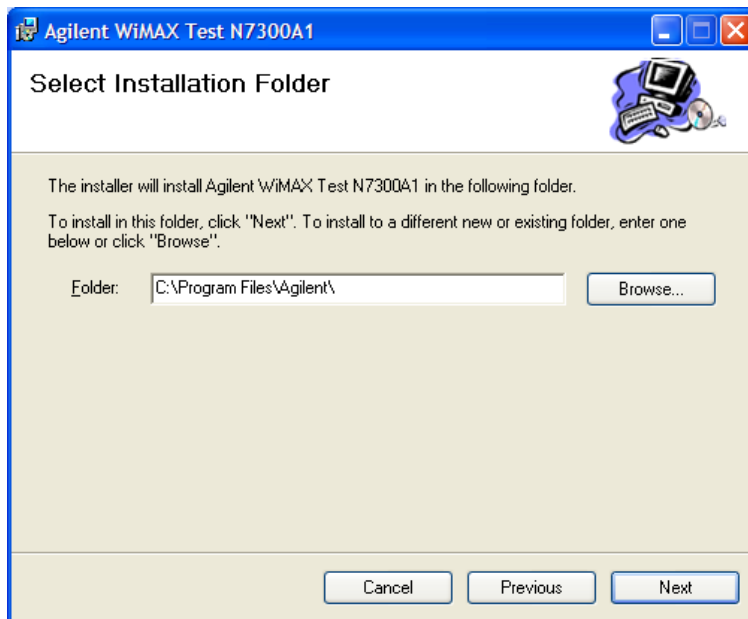 Agilent WiMAX Test N7300A1
Select Installation Folder
The installer will install Agilent WiMAX Test N7300A1 in the following folder.
To install in this folder, click "Next". To install to a different new or existing folder, enter one
below or click "Browse".
Folder: C:\Program Files\Agilent\ Browse...
Cancel Previous Next